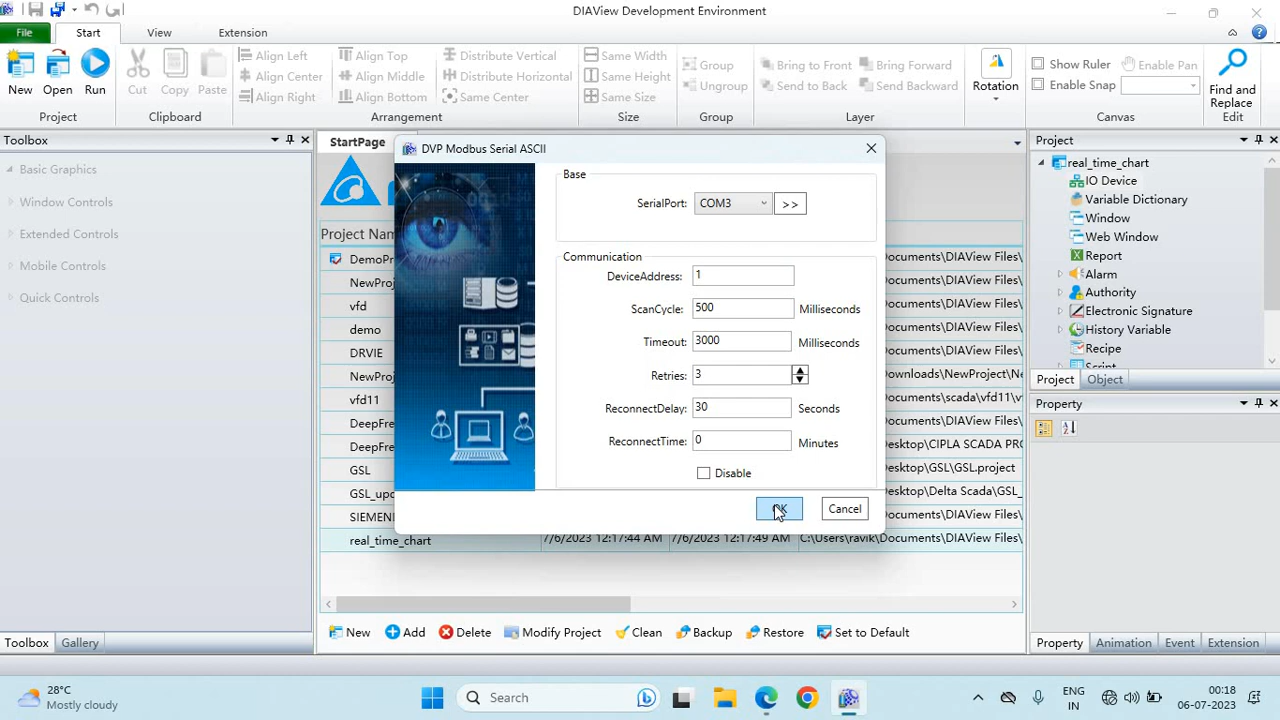 DIAView Development Environment
File
Start
View
Extension
New
Open
Run
Project
Cut
Copy
Paste
Clipboard
Align Left
Align Center
Align Right
Align Top
Align Middle
Align Bottom
Distribute Vertical
Distribute Horizontal
Same Center
Arrangement
Same Width
Same Height
Same Size
Size
Group
Ungroup
Group
Bring to Front
Send to Back
Bring Forward
Send Backward
Layer
Rotation
Show Ruler
Enable Pan
Enable Snap
Canvas
Find and
Replace
Edit
Toolbox
Basic Graphics
Window Controls
Extended Controls
Mobile Controls
Quick Controls
Toolbox
Gallery
StartPage
Project Nam
DemoPr
NewProj
vfd
demo
DRVIE
NewProj
vfd11
DeepFre
DeepFre
GSL
GSL_upd
SIEMEN
real_time_chart
7/6/2023 12:17:44 AM
7/6/2023 12:17:49 AM
C:\Users\ravik\Documents\DIAView Files\
Documents\DIAView Files\
Documents\DIAView Files\
Documents\DIAView Files\
Documents\DIAView Files\
Documents\DIAView Files\
Downloads\NewProject\Ne
Documents\scada\vfd11\vf
Documents\DIAView Files\
Desktop\CIPLA SCADA PR
Desktop\GSL\GSL.project
Desktop\Delta Scada\GSL_
Documents\DIAView Files\
New
Add
Delete
Modify Project
Clean
Backup
Restore
Set to Default
DVP Modbus Serial ASCII
Base
SerialPort:
COM3
>>
Communication
DeviceAddress:
1
ScanCycle:
500
Milliseconds
Timeout:
3000
Milliseconds
Retries:
3
ReconnectDelay:
30
Seconds
ReconnectTime:
0
Minutes
Disable
OK
Cancel
Project
real_time_chart
IO Device
Variable Dictionary
Window
Web Window
Report
Alarm
Authority
Electronic Signature
History Variable
Recipe
Project
Object
Property
Property
Animation
Event
Extension
28°C
Mostly cloudy
Search
ENG
IN
00:18
06-07-2023